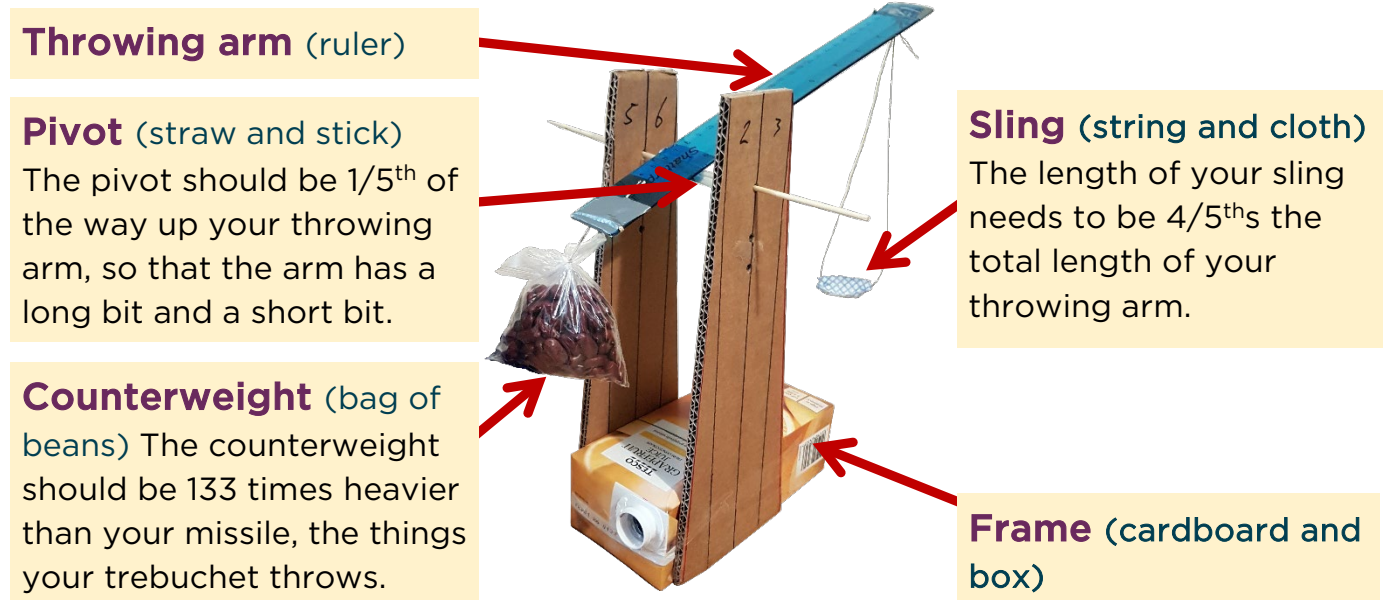 Throwing arm (ruler)
Pivot (straw and stick)
The pivot should be 1/5th of
the way up your throwing
arm, so that the arm has a
long bit and a short bit.
Counterweight (bag of
beans) The counterweight
should be 133 times heavier
than your missile, the things
your trebuchet throws.
Sling (string and cloth)
The length of your sling
needs to be 4/5ths the
total length of your
throwing arm.
Frame (cardboard and
box)
5 6
2 3
TESCO
GRAPEFRUIT
JUICE